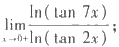 lim_{x→0+} ln(tan 7x)/ln(tan 2x);